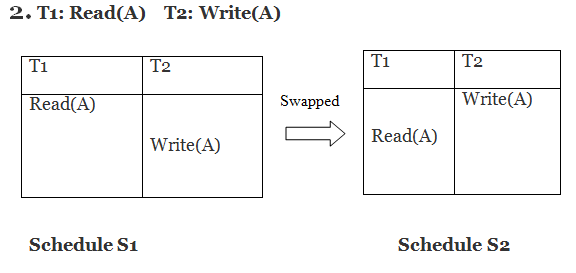 2. T1: Read(A) T2: Write(A)
T1 T2
Read(A)
Write(A)
Swapped
T1 T2
Write(A)
Read(A)
Schedule S1
Schedule S2